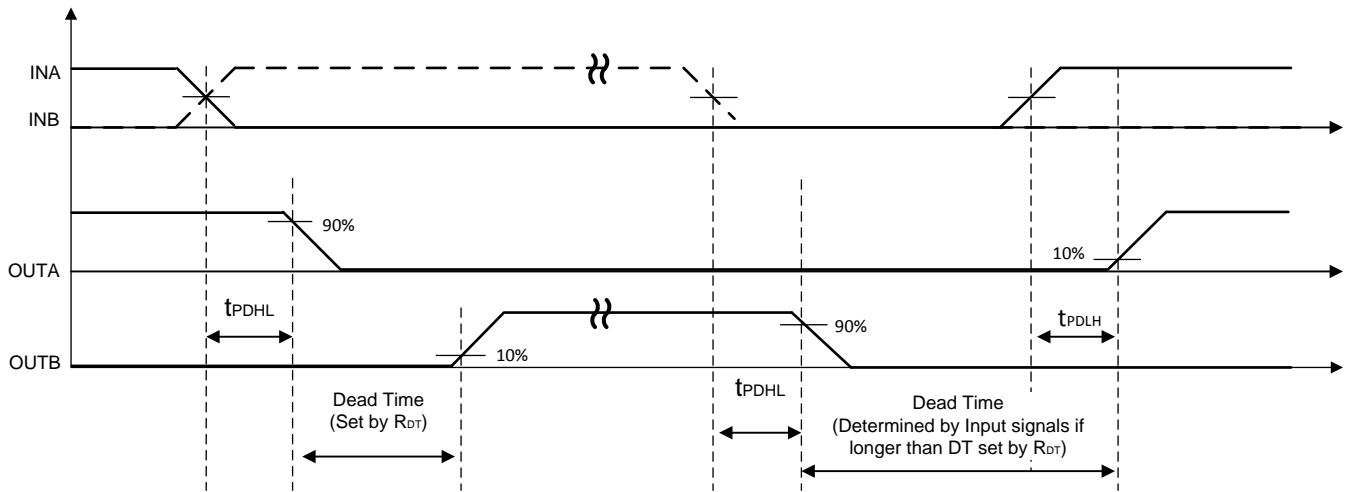 INA
INB
90%
10%
OUTA
tPDHL
tPDLH
90%
10%
OUTB
tPDHL
Dead Time
(Set by RDT)
Dead Time
(Determined by Input signals if
longer than DT set by RDT)